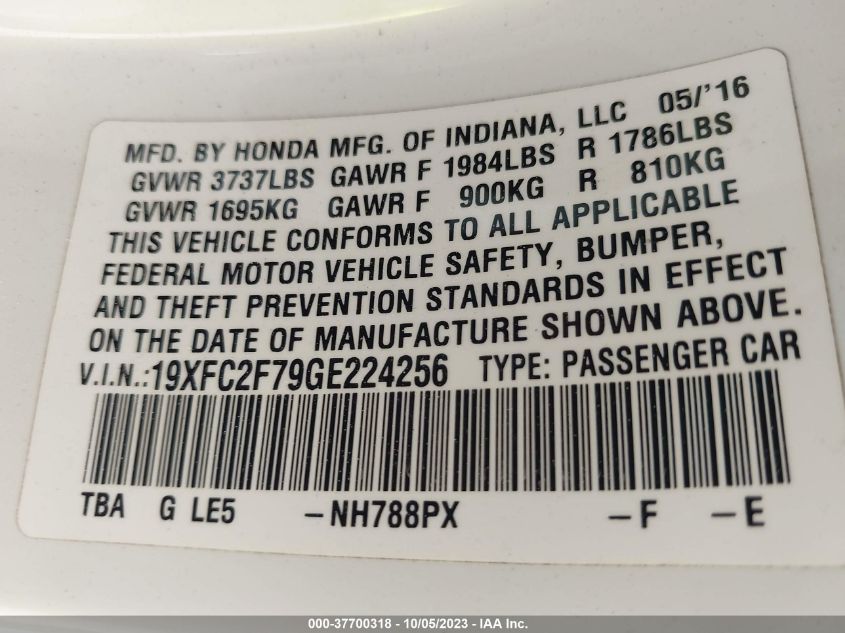 MFD. BY HONDA MFG. OF INDIANA, LLC 05/'16
GVWR 3737LBS GAWR F 1984LBS R 1786LBS
GVWR 1695KG GAWR F 900KG R 810KG
THIS VEHICLE CONFORMS TO ALL APPLICABLE
FEDERAL MOTOR VEHICLE SAFETY, BUMPER,
AND THEFT PREVENTION STANDARDS IN EFFECT
ON THE DATE OF MANUFACTURE SHOWN ABOVE.
V.I.N.:19XFC2F79GE224256 TYPE: PASSENGER CAR
TBA G LE5 -NH788PX -F -E
000-37700318 - 10/05/2023 - IAA Inc.